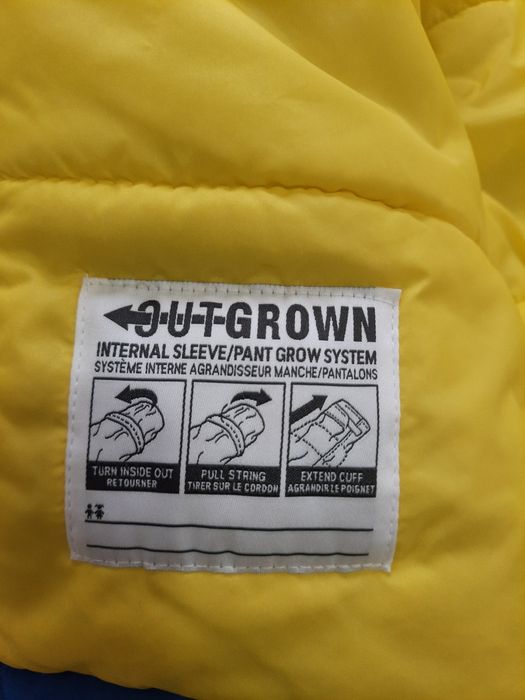 OUTGROWN
INTERNAL SLEEVE/PANT GROW SYSTEM
SYSTÈME INTERNE AGRANDISSEUR MANCHE/PANTALONS
TURN INSIDE OUT
RETOURNER
PULL STRING
TIRER SUR LE CORDON
EXTEND CUFF
AGRANDIR LE POIGNET